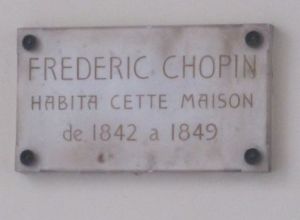 FREDERIC CHOPIN
HABITA CETTE MAISON
de 1842 a 1849